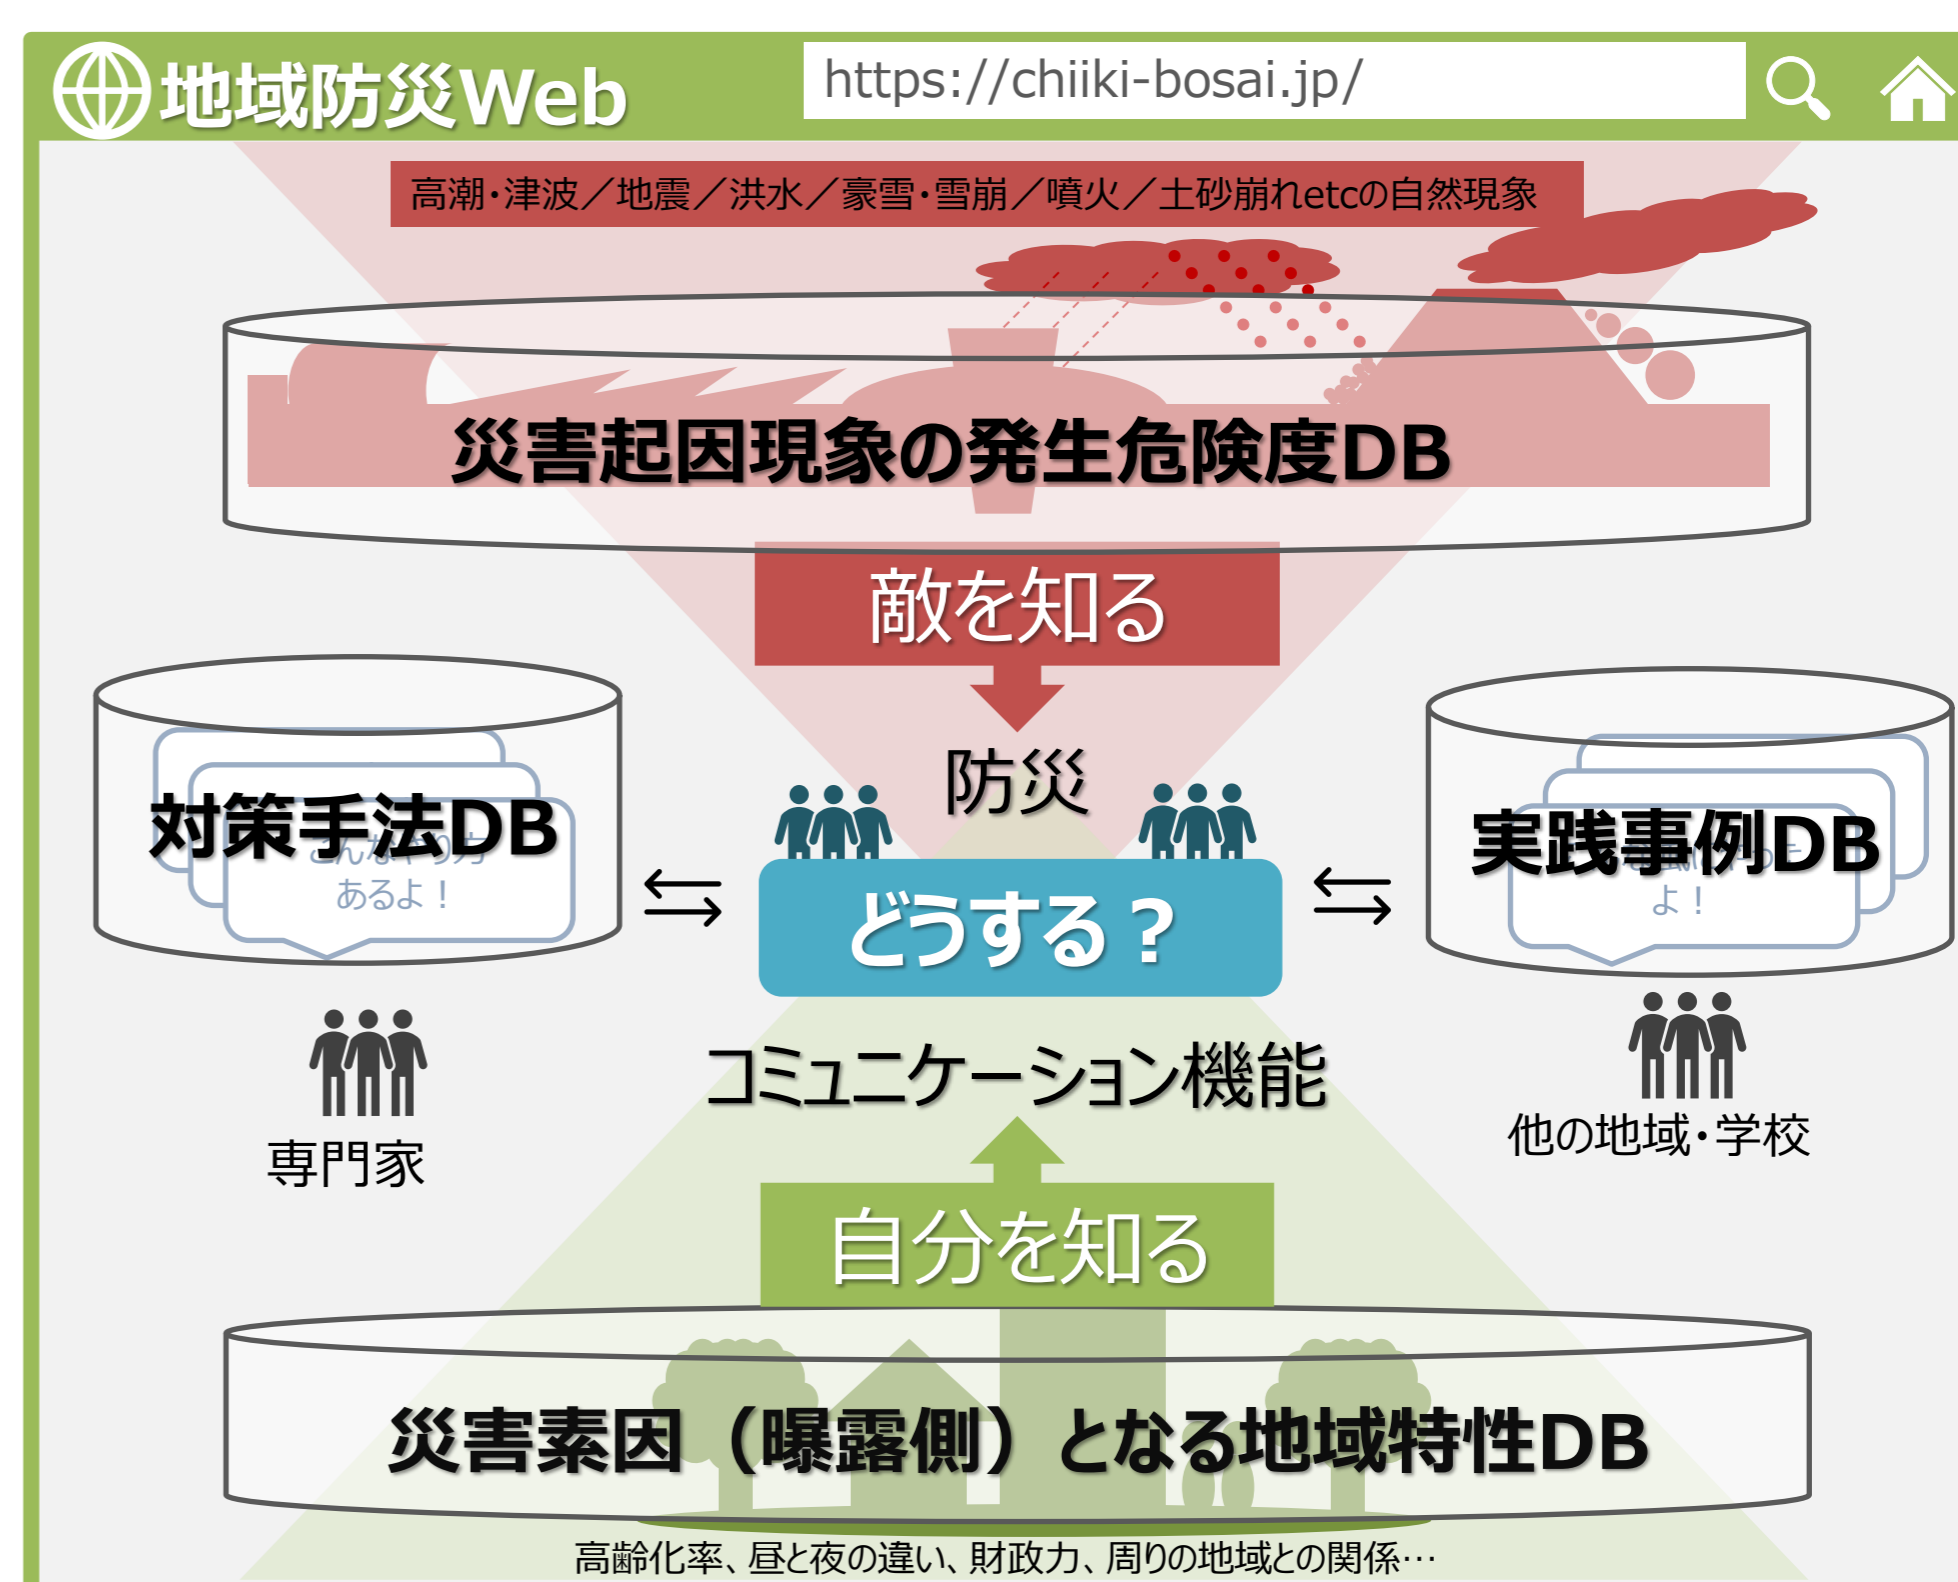 地域防災Web
https://chiiki-bosai.jp/
高潮・津波／地震／洪水／豪雪・雪崩／噴火／土砂崩れetcの自然現象
災害起因現象の発生危険度DB
敵を知る
防災
対策手法DB
あるよ！
どうする？
実践事例DB
よ！
コミュニケーション機能
専門家
他の地域・学校
自分を知る
災害素因（曝露側）となる地域特性DB
高齢化率、昼と夜の違い、財政力、周りの地域との関係…